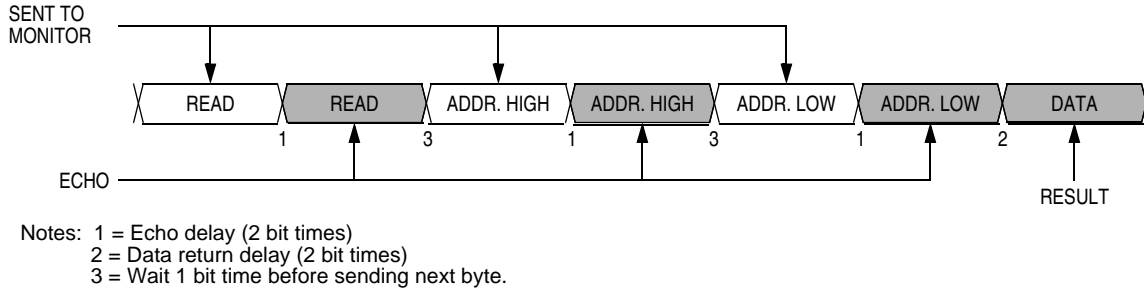 SENT TO
MONITOR
READ READ ADDR. HIGH ADDR. HIGH ADDR. LOW ADDR. LOW DATA
1 3 1 3 1 2
ECHO
RESULT
Notes: 1 = Echo delay (2 bit times)
2 = Data return delay (2 bit times)
3 = Wait 1 bit time before sending next byte.